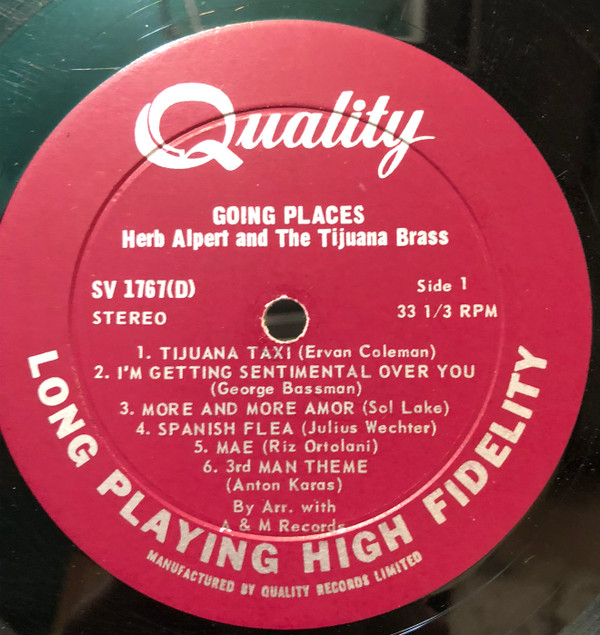 Quality
GOING PLACES
Herb Alpert and The Tijuana Brass
SV 1767(D)
Side 1
STEREO
33 1/3 RPM
1. TIJUANA TAXI (Ervan Coleman)
2. I'M GETTING SENTIMENTAL OVER YOU
(George Bassman)
3. MORE AND MORE AMOR (Sol Lake)
4. SPANISH FLEA (Julius Wechter)
5. MAE (Riz Ortolani)
6. 3rd MAN THEME
(Anton Karas)
By Arr. with
A & M Records
LONG PLAYING HIGH FIDELITY
MANUFACTURED BY QUALITY RECORDS LIMITED